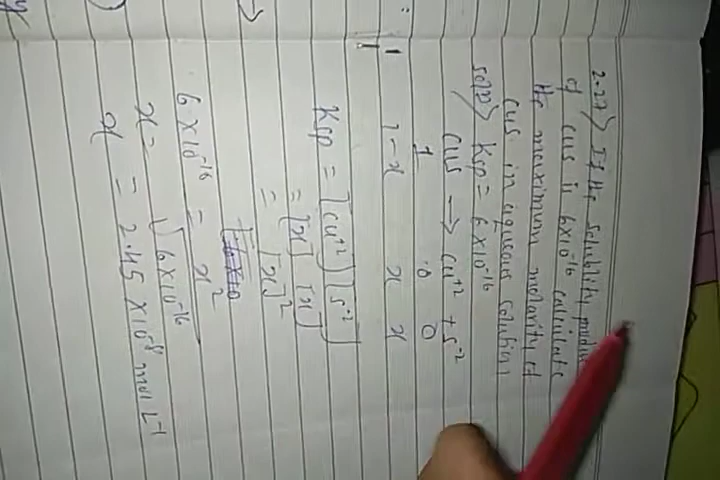 2.27> If the solubility product
of CuS is 6×10⁻¹⁶ calculate
the maximum molarity of
CuS in aqueous solution
solⁿ> Ksp = 6×10⁻¹⁶
CuS → Cu⁺² + S⁻²
1 0 0
1-x x x
Ksp = [Cu⁺²][S⁻²]
= [x] [x]
= [x]²
6×10⁻¹⁶ = x²
x = √6×10⁻¹⁶
x = 2.45×10⁻⁸ mol L⁻¹